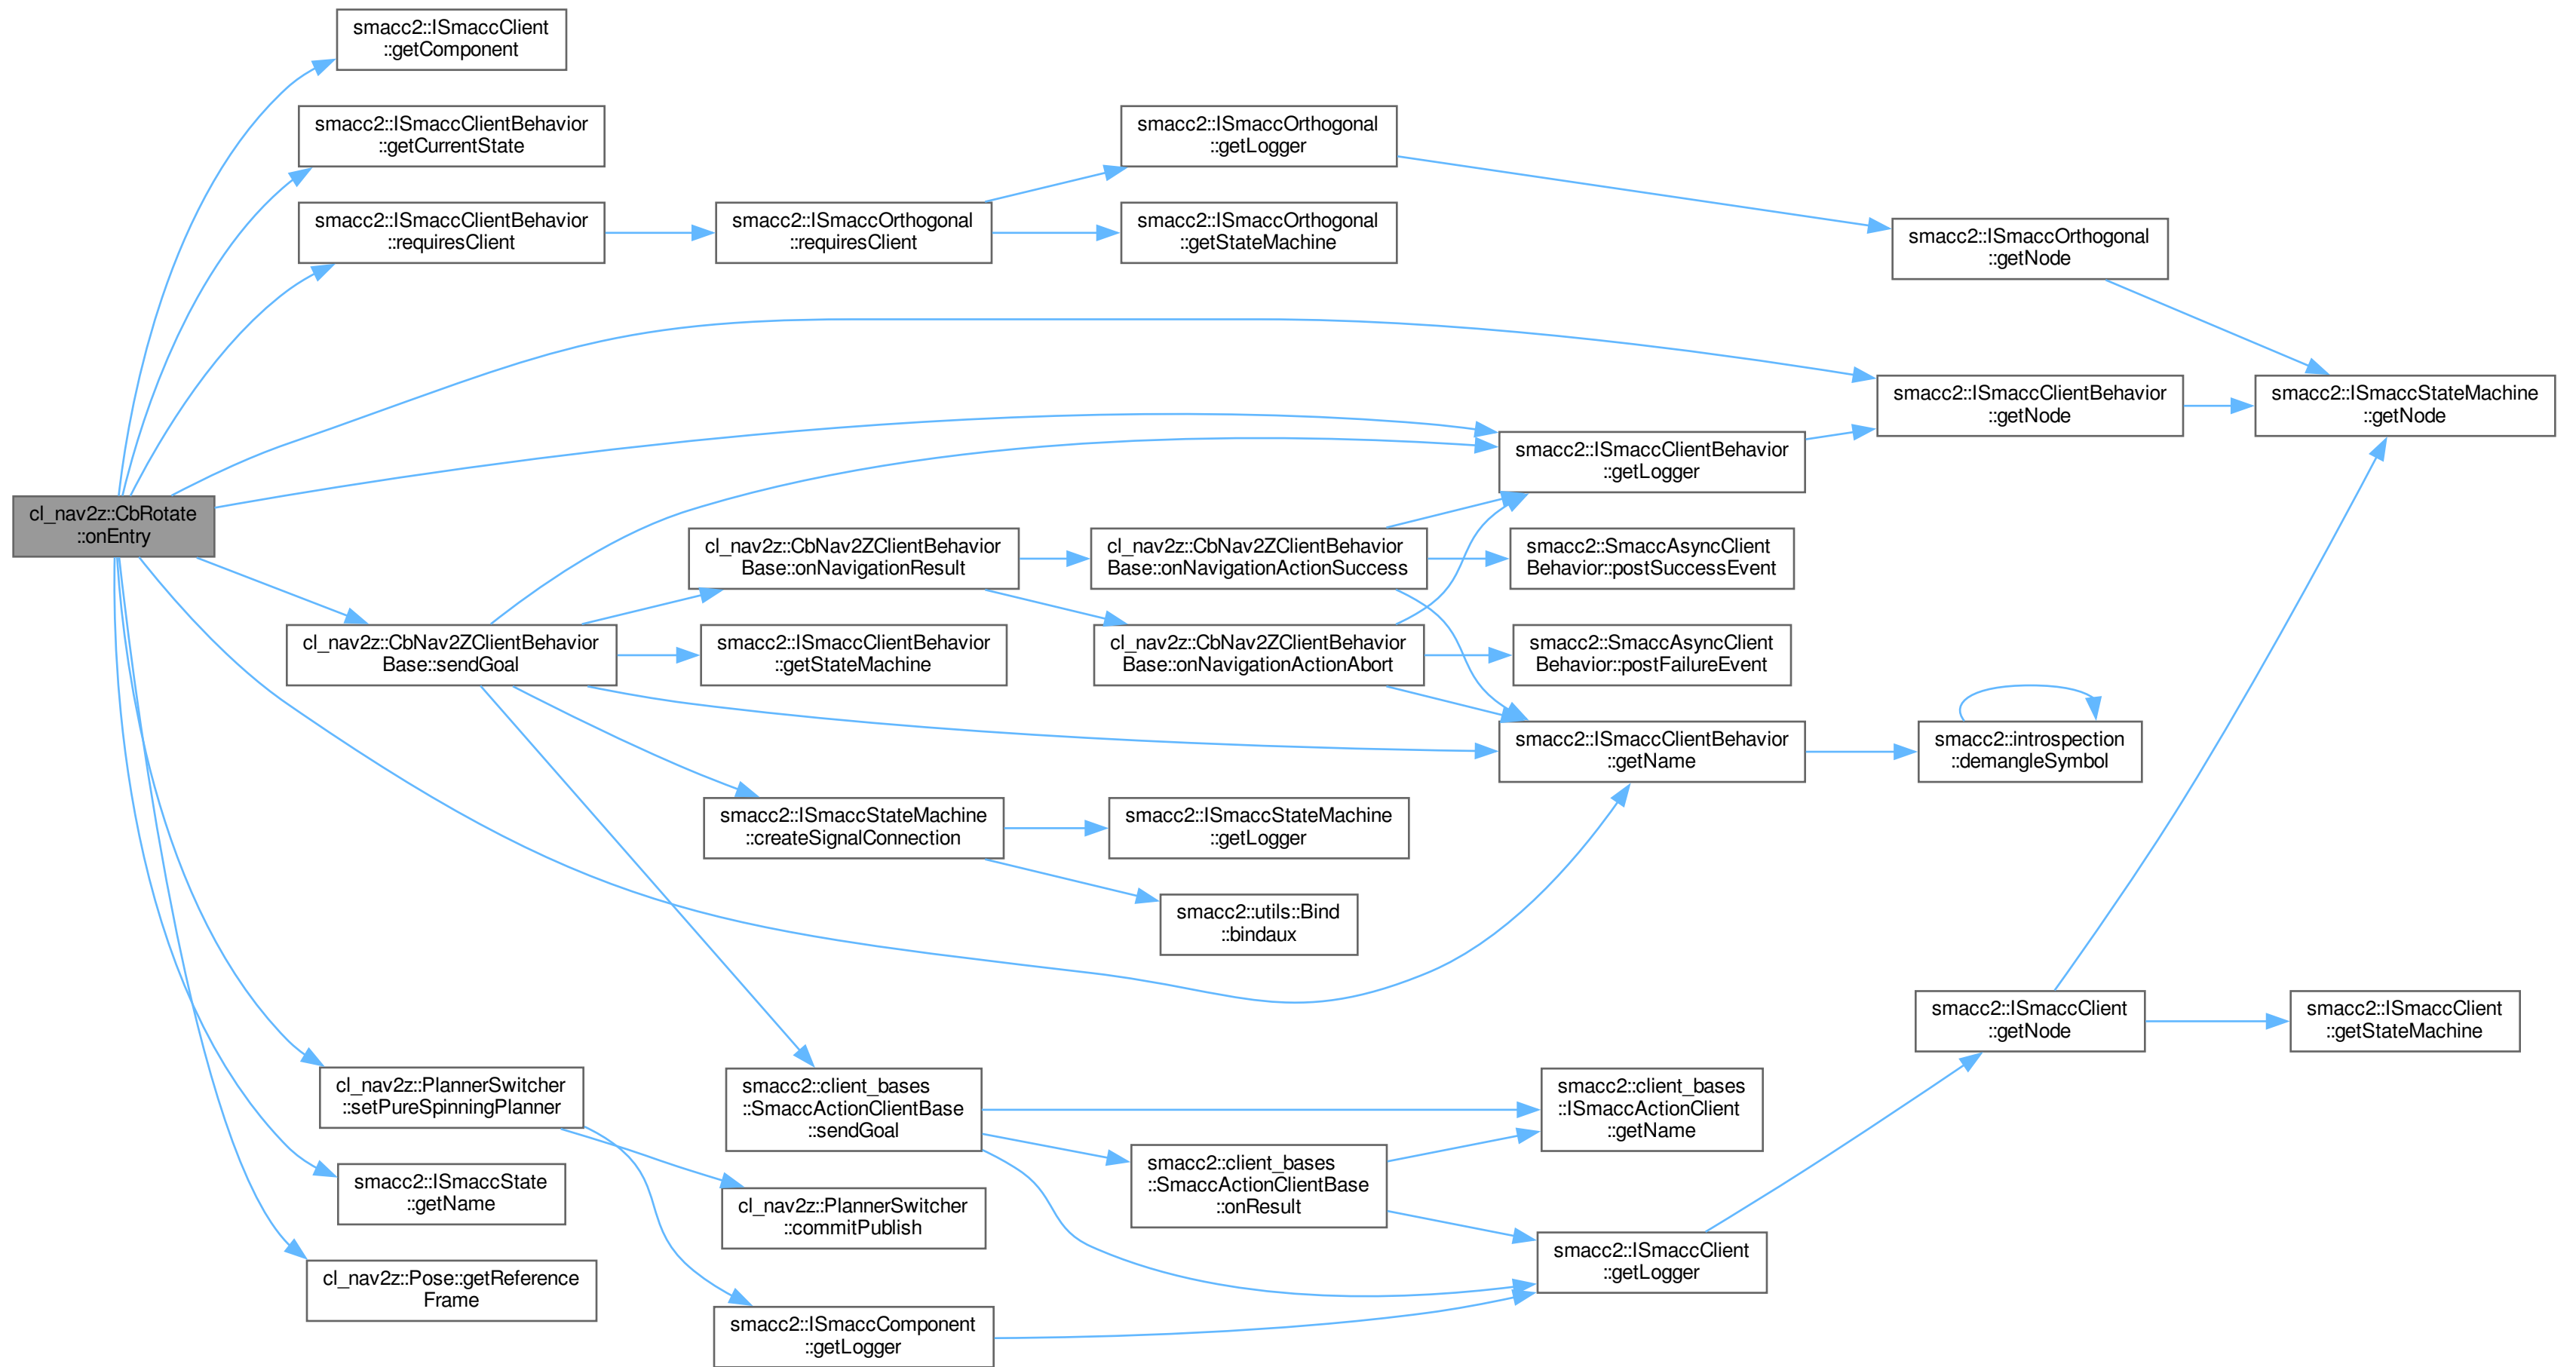 smacc2::ISmaccClient
::getComponent
smacc2::ISmaccClientBehavior
::getCurrentState
smacc2::ISmaccOrthogonal
::getLogger
smacc2::ISmaccClientBehavior
::requiresClient
smacc2::ISmaccOrthogonal
::requiresClient
smacc2::ISmaccOrthogonal
::getStateMachine
smacc2::ISmaccOrthogonal
::getNode
smacc2::ISmaccClientBehavior
::getNode
smacc2::ISmaccStateMachine
::getNode
smacc2::ISmaccClientBehavior
::getLogger
cl_nav2z::CbRotate
::onEntry
cl_nav2z::CbNav2ZClientBehavior
Base::onNavigationResult
cl_nav2z::CbNav2ZClientBehavior
Base::onNavigationActionSuccess
smacc2::SmaccAsyncClient
Behavior::postSuccessEvent
cl_nav2z::CbNav2ZClientBehavior
Base::sendGoal
smacc2::ISmaccClientBehavior
::getStateMachine
cl_nav2z::CbNav2ZClientBehavior
Base::onNavigationActionAbort
smacc2::SmaccAsyncClient
Behavior::postFailureEvent
smacc2::ISmaccClientBehavior
::getName
smacc2::introspection
::demangleSymbol
smacc2::ISmaccStateMachine
::createSignalConnection
smacc2::ISmaccStateMachine
::getLogger
smacc2::utils::Bind
::bindaux
smacc2::ISmaccClient
::getNode
smacc2::ISmaccClient
::getStateMachine
cl_nav2z::PlannerSwitcher
::setPureSpinningPlanner
smacc2::client_bases
::SmaccActionClientBase
::sendGoal
smacc2::client_bases
::ISmaccActionClient
::getName
smacc2::client_bases
::SmaccActionClientBase
::onResult
smacc2::ISmaccState
::getName
cl_nav2z::PlannerSwitcher
::commitPublish
smacc2::ISmaccClient
::getLogger
cl_nav2z::Pose::getReference
Frame
smacc2::ISmaccComponent
::getLogger